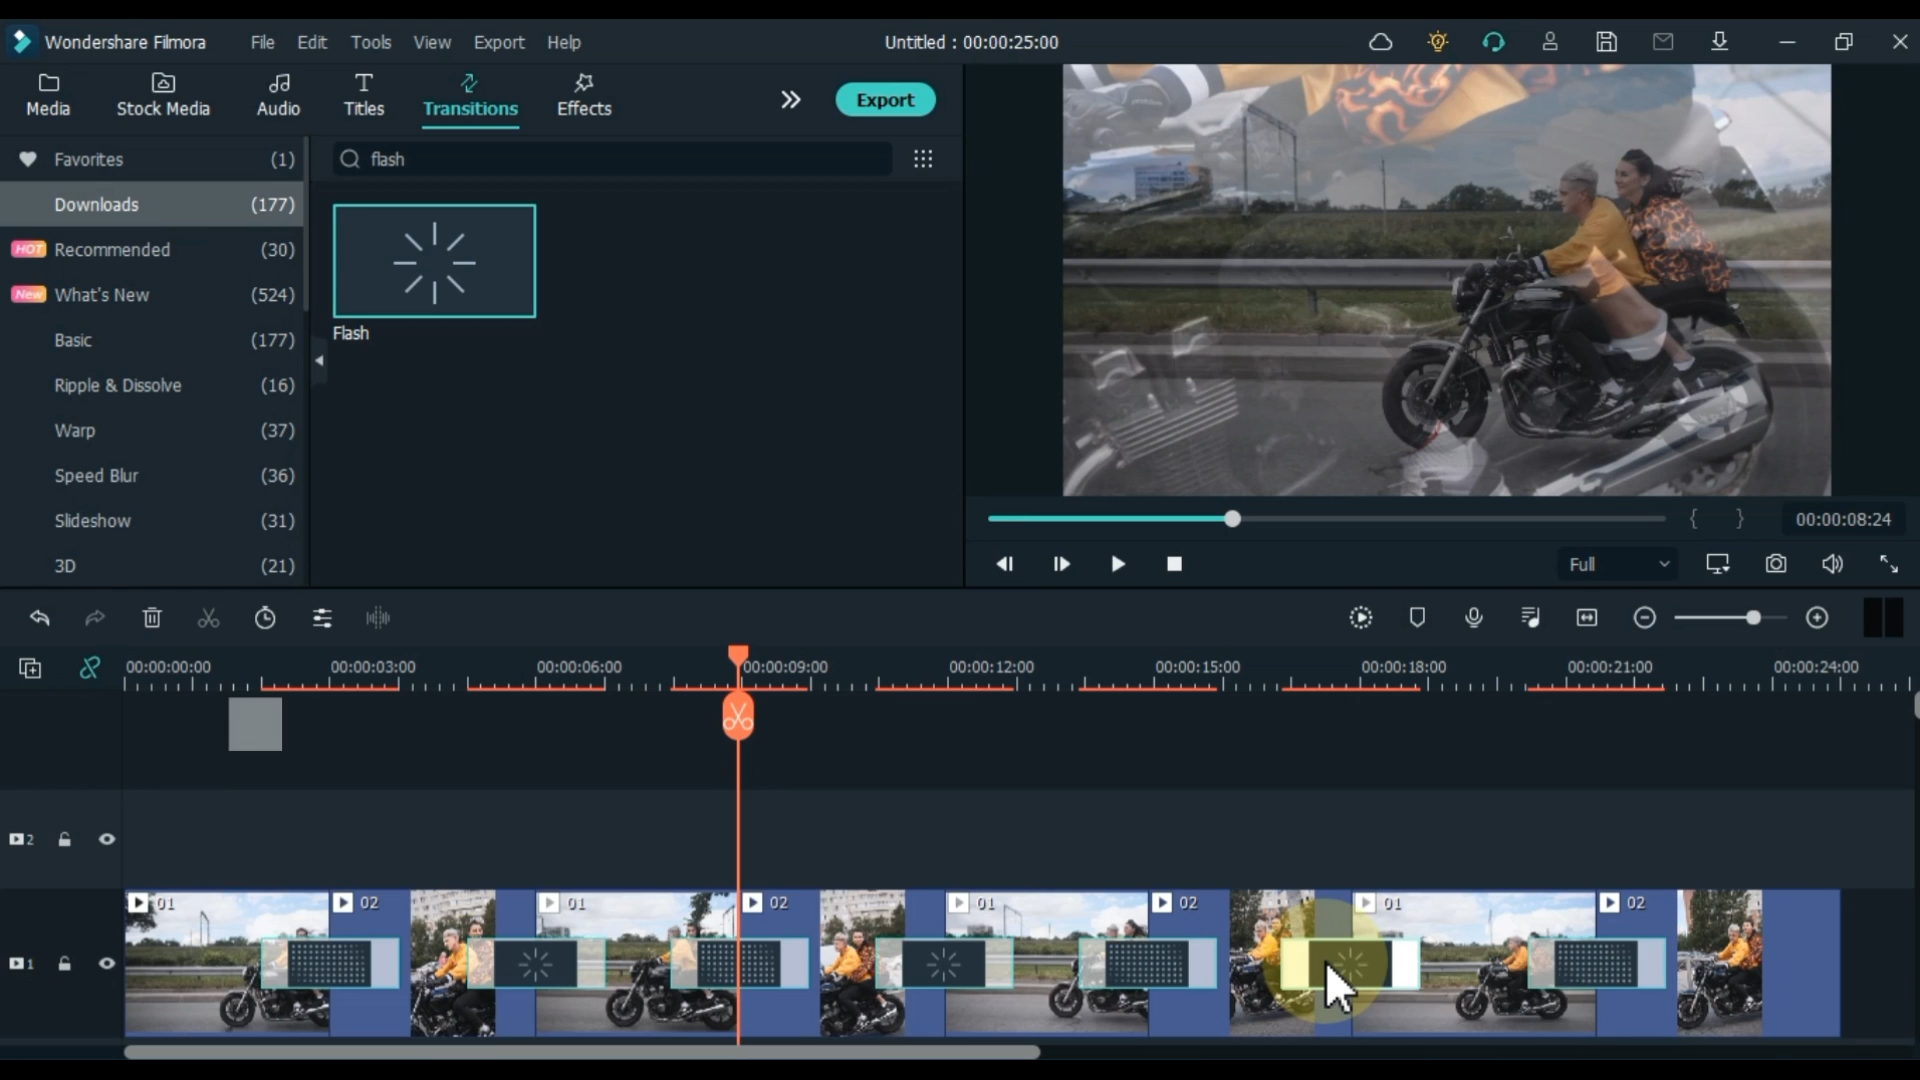 Wondershare Filmora File Edit Tools View Export Help Untitled : 00:00:25:00
Media Stock Media Audio Titles Transitions Effects Export
Favorites (1)
Downloads (177)
HOT Recommended (30)
New What's New (524)
Basic (177)
Ripple & Dissolve (16)
Warp (37)
Speed Blur (36)
Slideshow (31)
3D (21)
flash
Flash
{ } 00:00:08:24
Full
00:00:00:00 00:00:03:00 00:00:06:00 00:00:09:00 00:00:12:00 00:00:15:00 00:00:18:00 00:00:21:00 00:00:24:00
2
01 02 01 02 01 02 01 02
1